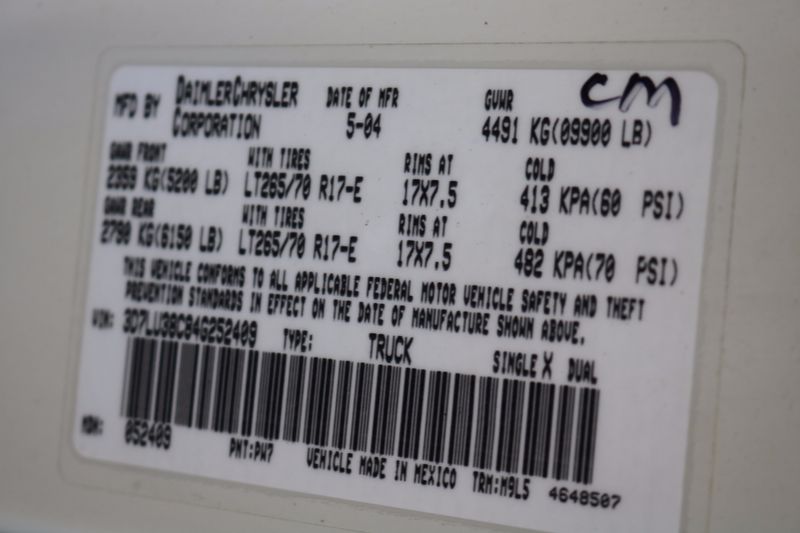 CM
MFD BY DAIMLERCHRYSLER CORPORATION DATE OF MFR 5-04 GVWR 4491 KG(09900 LB)
GAWR FRONT WITH TIRES RIMS AT COLD
2359 KG(5200 LB) LT265/70 R17-E 17X7.5 413 KPA(60 PSI)
GAWR REAR WITH TIRES RIMS AT COLD
2790 KG(6150 LB) LT265/70 R17-E 17X7.5 482 KPA(70 PSI)
THIS VEHICLE CONFORMS TO ALL APPLICABLE FEDERAL MOTOR VEHICLE SAFETY AND THEFT
PREVENTION STANDARDS IN EFFECT ON THE DATE OF MANUFACTURE SHOWN ABOVE.
VIN: 3D7LU38C84G252409 TYPE: TRUCK SINGLE X DUAL
MDH: 052409 PNT:PW7 VEHICLE MADE IN MEXICO TRM:M9L5 4648507